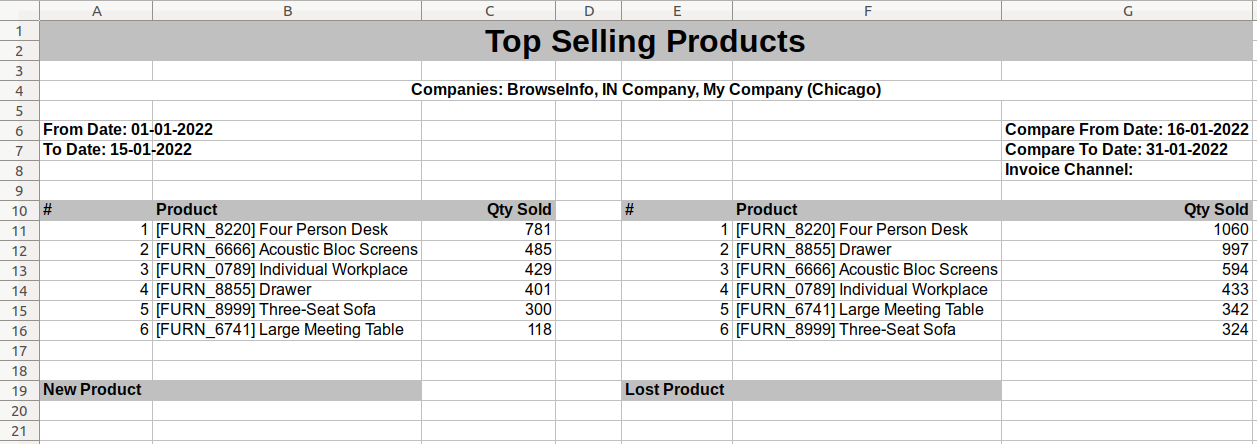 A B C D E F G
1
2 Top Selling Products
3
4 Companies: BrowseInfo, IN Company, My Company (Chicago)
5
6 From Date: 01-01-2022 Compare From Date: 16-01-2022
7 To Date: 15-01-2022 Compare To Date: 31-01-2022
8 Invoice Channel:
9
10 # Product Qty Sold # Product Qty Sold
11 1 [FURN_8220] Four Person Desk 781 1 [FURN_8220] Four Person Desk 1060
12 2 [FURN_6666] Acoustic Bloc Screens 485 2 [FURN_8855] Drawer 997
13 3 [FURN_0789] Individual Workplace 429 3 [FURN_6666] Acoustic Bloc Screens 594
14 4 [FURN_8855] Drawer 401 4 [FURN_0789] Individual Workplace 433
15 5 [FURN_8999] Three-Seat Sofa 300 5 [FURN_6741] Large Meeting Table 342
16 6 [FURN_6741] Large Meeting Table 118 6 [FURN_8999] Three-Seat Sofa 324
17
18
19 New Product Lost Product
20
21